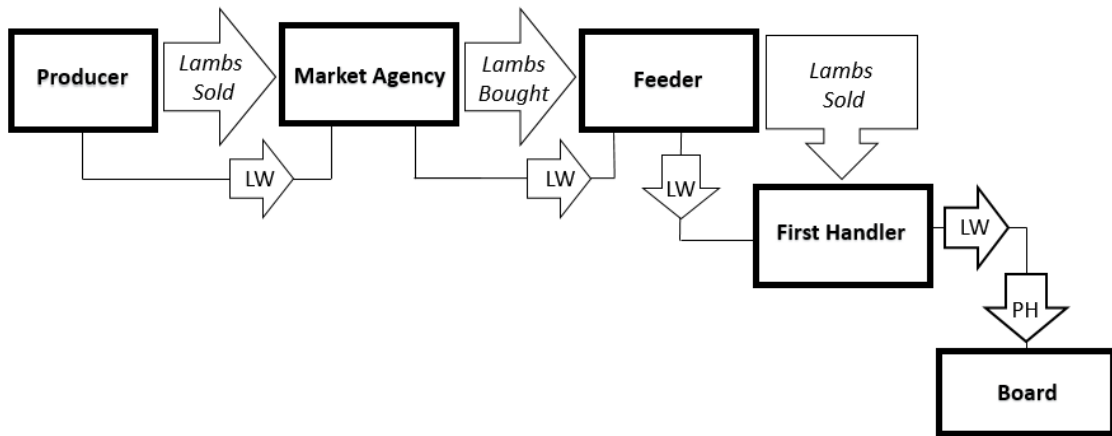 Producer
Lambs
Sold
Market Agency
Lambs
Bought
Feeder
Lambs
Sold
LW
LW
LW
First Handler
LW
PH
Board